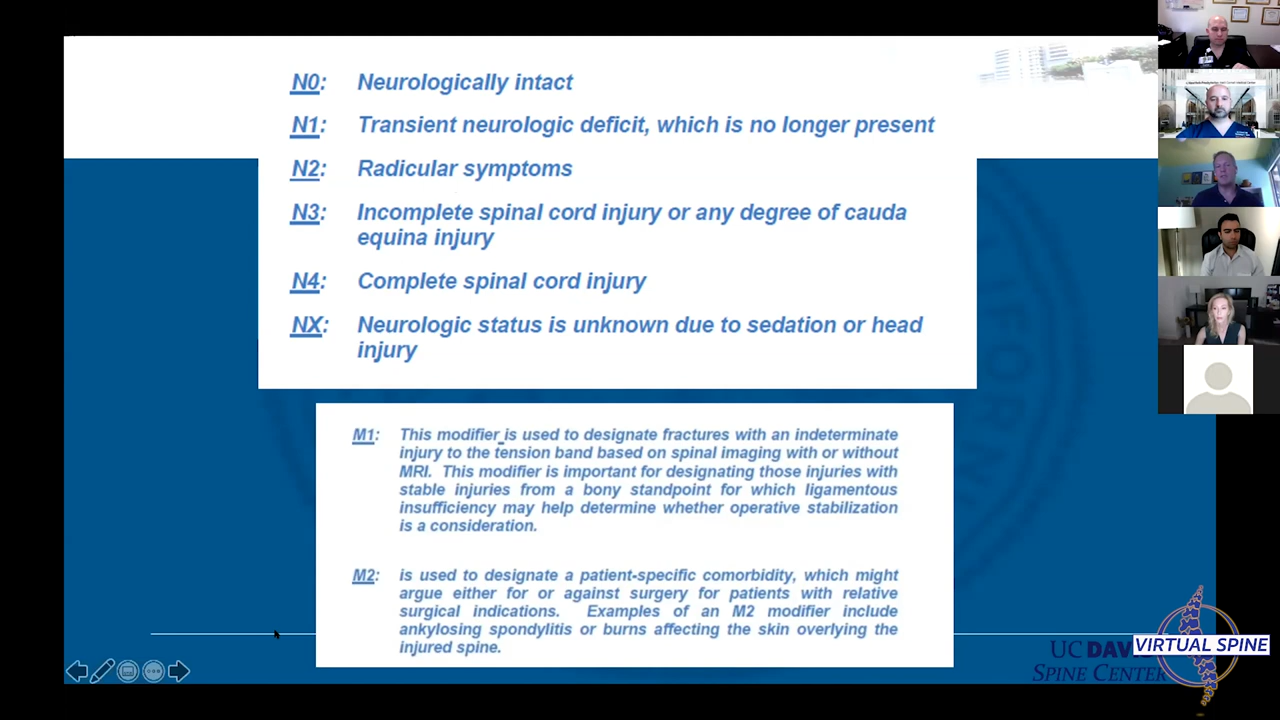 N0: Neurologically intact
N1: Transient neurologic deficit, which is no longer present
N2: Radicular symptoms
N3: Incomplete spinal cord injury or any degree of cauda
equina injury
N4: Complete spinal cord injury
NX: Neurologic status is unknown due to sedation or head
injury
M1: This modifier is used to designate fractures with an indeterminate
injury to the tension band based on spinal imaging with or without
MRI. This modifier is important for designating those injuries with
stable injuries from a bony standpoint for which ligamentous
insufficiency may help determine whether operative stabilization
is a consideration.
M2: is used to designate a patient-specific comorbidity, which might
argue either for or against surgery for patients with relative
surgical indications. Examples of an M2 modifier include
ankylosing spondylitis or burns affecting the skin overlying the
injured spine.
UC DAV
SPINE CENTER
VIRTUAL SPINE